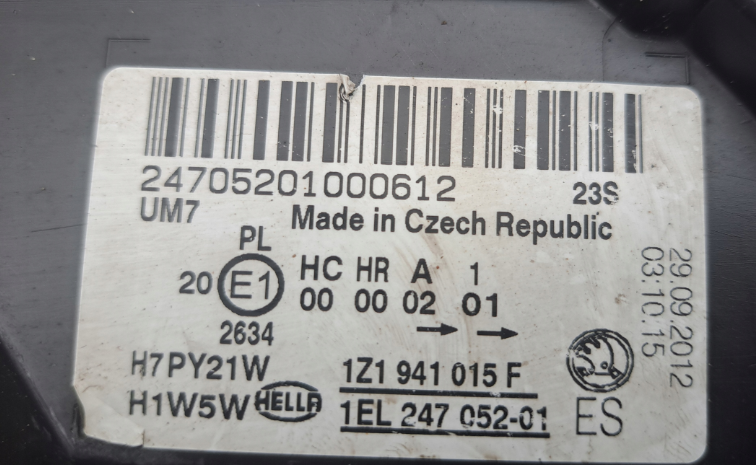 24705201000612 23S
UM7 Made in Czech Republic
PL
20 E1 HC HR A 1
00 00 02 01
2634
H7PY21W 1Z1 941 015 F
H1W5W HELLA 1EL 247 052-01 ES
29.09.2012
03:10:15